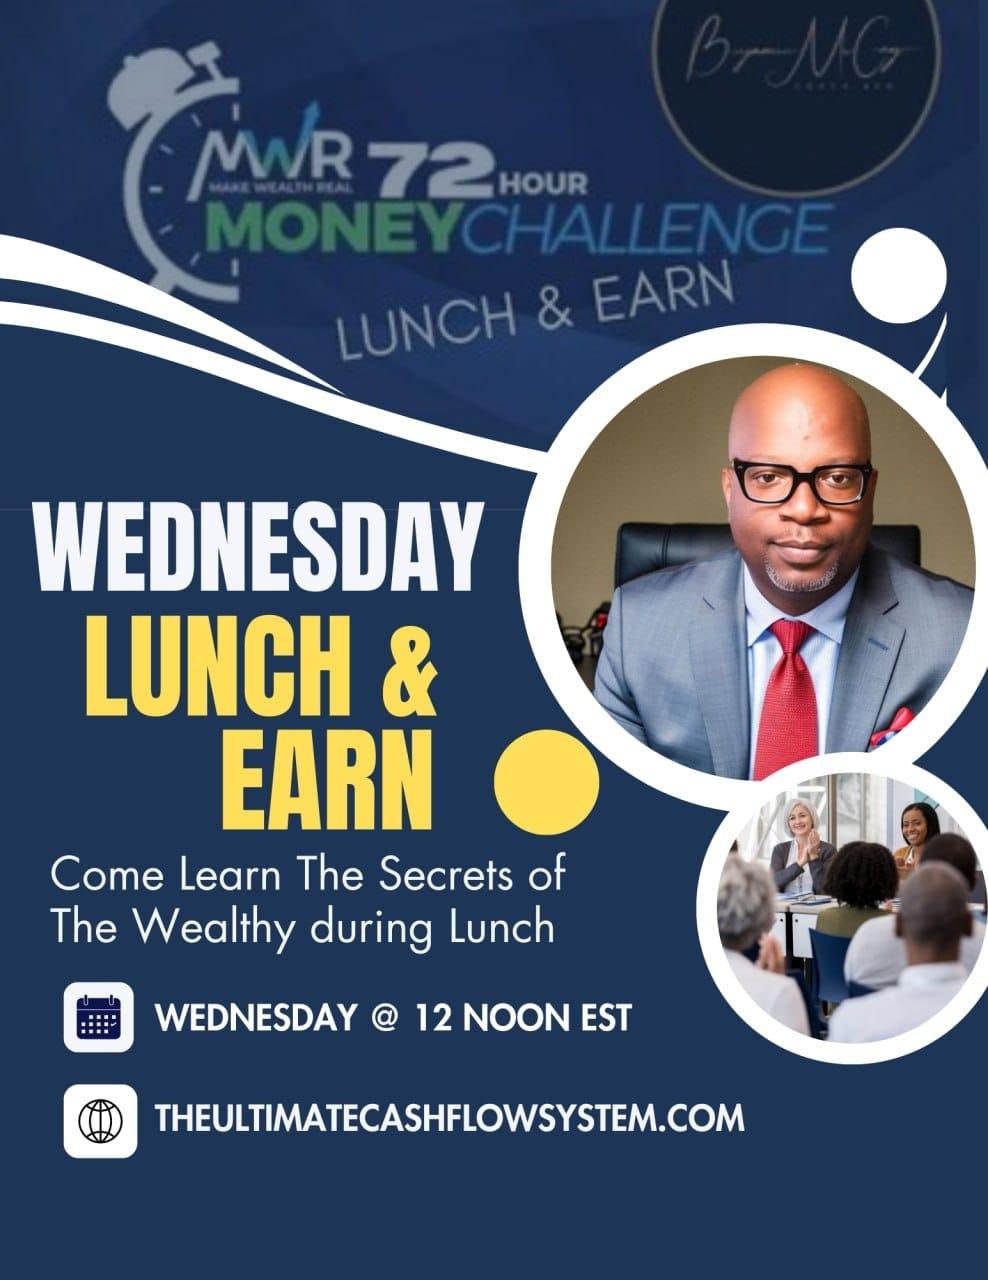 MWR 72 HOUR
MAKE WEALTH REAL
MONEYCHALLENGE
LUNCH & EARN
WEDNESDAY
LUNCH &
EARN
Come Learn The Secrets of
The Wealthy during Lunch
WEDNESDAY @ 12 NOON EST
THEULTIMATECASHFLOWSYSTEM.COM